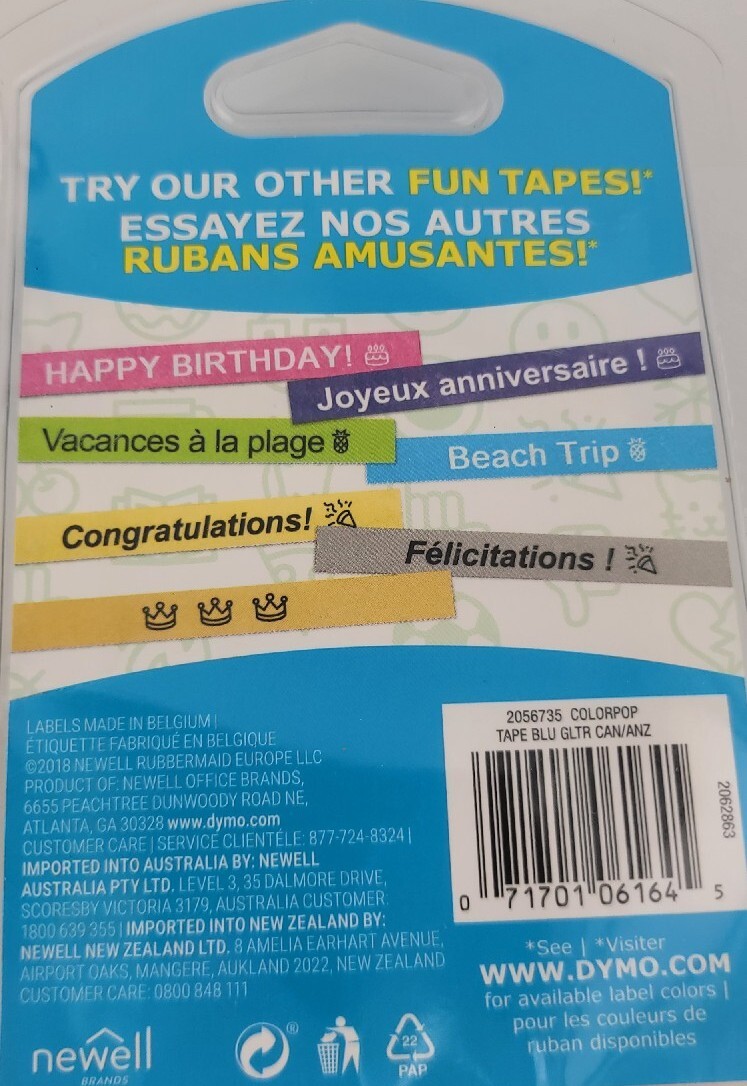 TRY OUR OTHER FUN TAPES!*
ESSAYEZ NOS AUTRES
RUBANS AMUSANTES!*
HAPPY BIRTHDAY!
Joyeux anniversaire !
Vacances à la plage
Beach Trip
Congratulations!
Félicitations !
LABELS MADE IN BELGIUM |
ÉTIQUETTE FABRIQUÉ EN BELGIQUE
©2018 NEWELL RUBBERMAID EUROPE LLC
PRODUCT OF: NEWELL OFFICE BRANDS,
6655 PEACHTREE DUNWOODY ROAD NE,
ATLANTA, GA 30328 www.dymo.com
CUSTOMER CARE | SERVICE CLIENTÉLE: 877-724-8324 |
IMPORTED INTO AUSTRALIA BY: NEWELL
AUSTRALIA PTY LTD. LEVEL 3, 35 DALMORE DRIVE,
SCORESBY VICTORIA 3179, AUSTRALIA CUSTOMER:
1800 639 355 | IMPORTED INTO NEW ZEALAND BY:
NEWELL NEW ZEALAND LTD. 8 AMELIA EARHART AVENUE,
AIRPORT OAKS, MANGERE, AUKLAND 2022, NEW ZEALAND
CUSTOMER CARE: 0800 848 111
2056735 COLORPOP
TAPE BLU GLTR CAN/ANZ
2062863
0 71701 06164 5
*See | *Visiter
WWW.DYMO.COM
for available label colors |
pour les couleurs de
ruban disponibles
newell
BRANDS
®
22
PAP